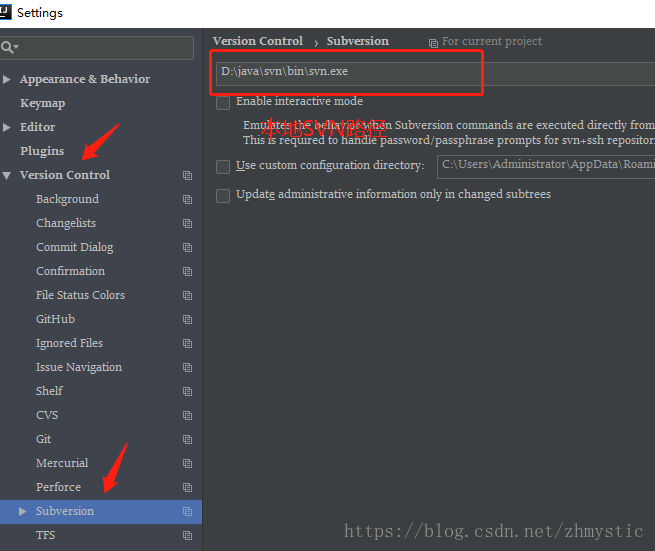 Settings
Version Control › Subversion For current project
D:\java\svn\bin\svn.exe
Enable interactive mode
本地SVN路径
Emulates the behavior when Subversion commands are executed directly from
This is required to handle password/passphrase prompts for svn+ssh repositori
Use custom configuration directory: C:\Users\Administrator\AppData\Roami
Update administrative information only in changed subtrees
Appearance & Behavior
Keymap
Editor
Plugins
Version Control
Background
Changelists
Commit Dialog
Confirmation
File Status Colors
GitHub
Ignored Files
Issue Navigation
Shelf
CVS
Git
Mercurial
Perforce
Subversion
TFS
https://blog.csdn.net/zhmystic